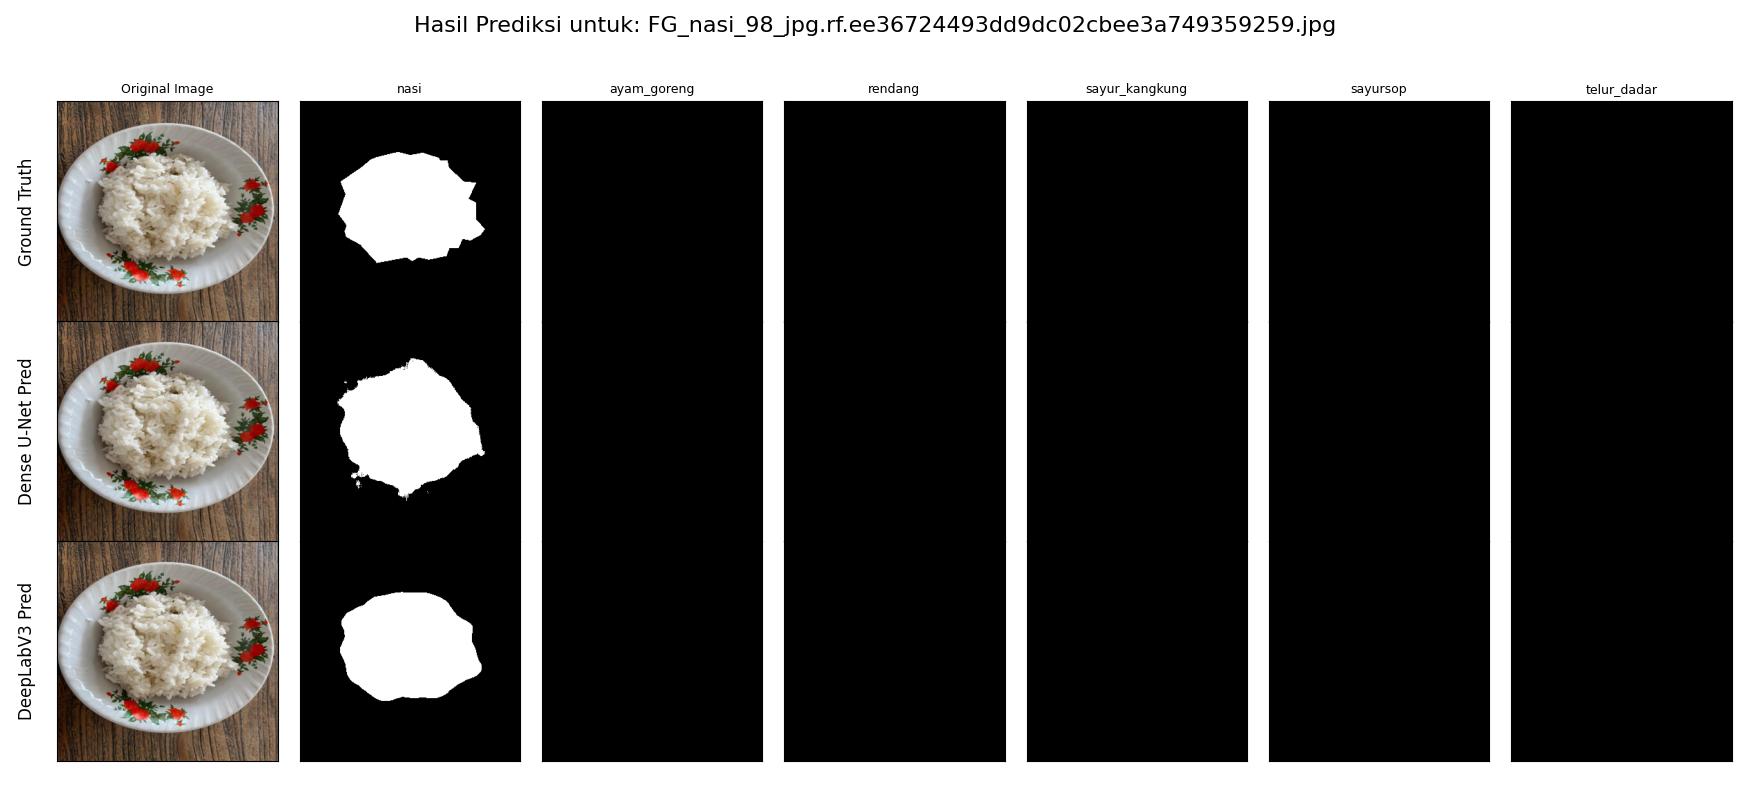 Hasil Prediksi untuk: FG_nasi_98_jpg.rf.ee36724493dd9dc02cbee3a749359259.jpg
Original Image
nasi
ayam_goreng
rendang
sayur_kangkung
sayursop
telur_dadar
Ground Truth
Dense U-Net Pred
DeepLabV3 Pred